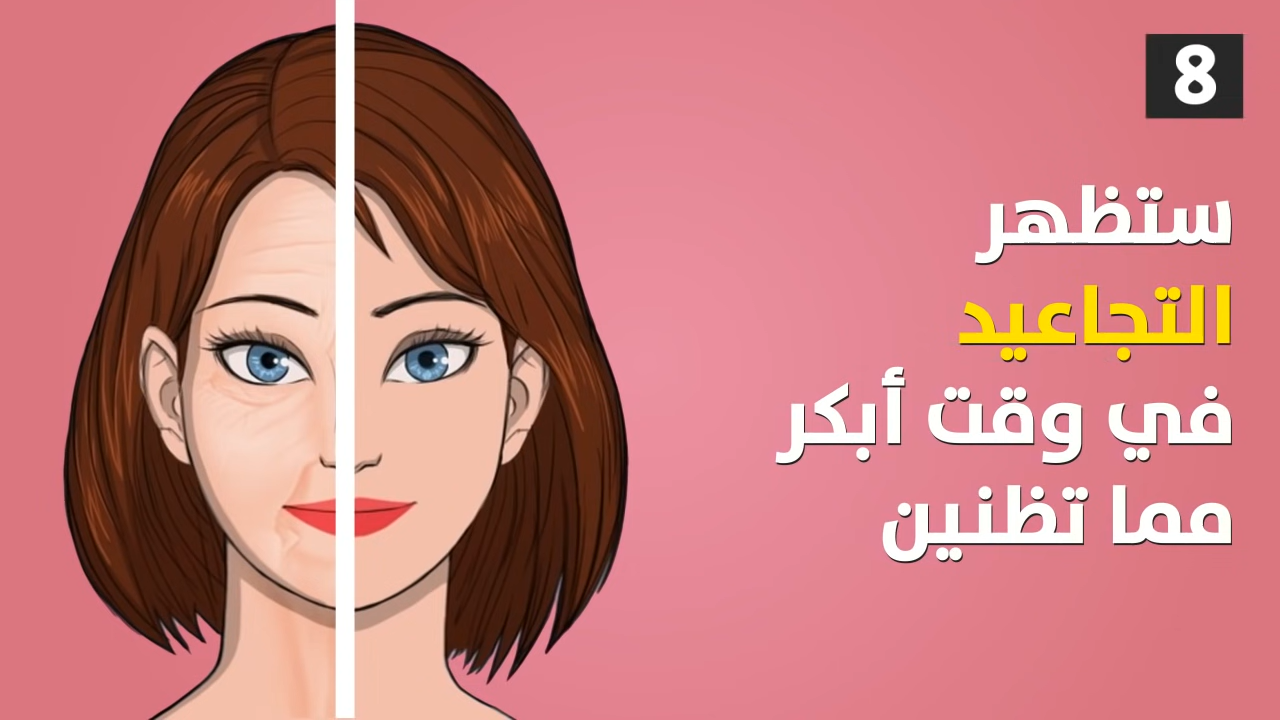 8
ستظهر
التجاعيد
في وقت أبكر
مما تظنين